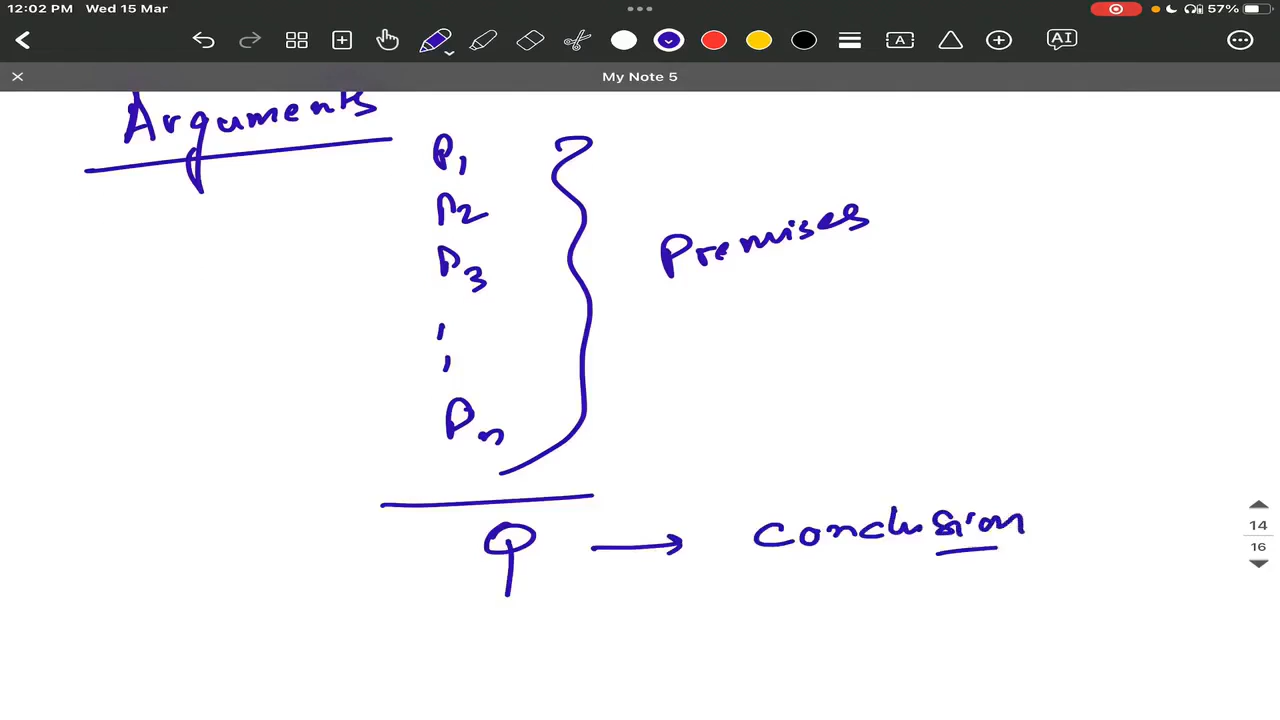 12:02 PM Wed 15 Mar 57%
A AI
My Note 5
Arguments
P1
P2
P3
Premises
Pn
14
16
Q → Conclusion